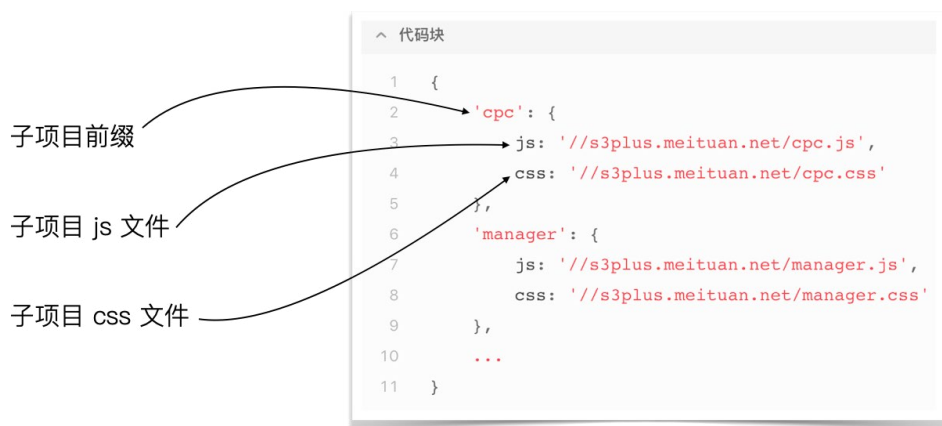 代码块
1 {
子项目前缀
2 'cpc': {
3 js: '//s3plus.meituan.net/cpc.js',
4 css: '//s3plus.meituan.net/cpc.css'
子项目 js 文件
5 },
6 'manager': {
7 js: '//s3plus.meituan.net/manager.js',
子项目 css 文件
8 css: '//s3plus.meituan.net/manager.css'
9 },
10 ...
11 }